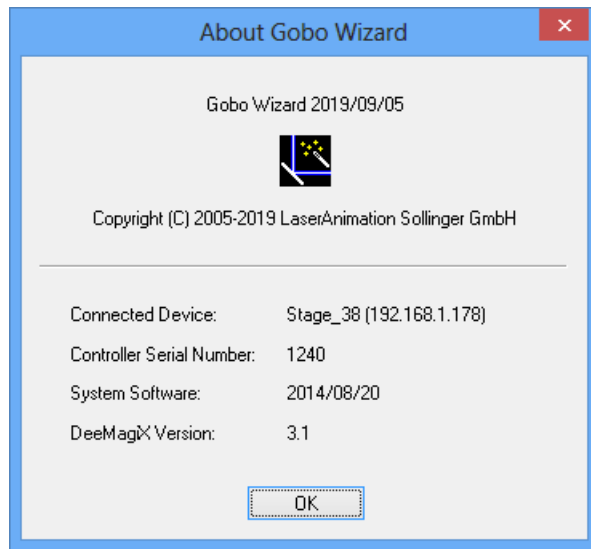 About Gobo Wizard
Gobo Wizard 2019/09/05
Copyright (C) 2005-2019 LaserAnimation Sollinger GmbH
Connected Device: Stage_38 (192.168.1.178)
Controller Serial Number: 1240
System Software: 2014/08/20
DeeMagiX Version: 3.1
OK